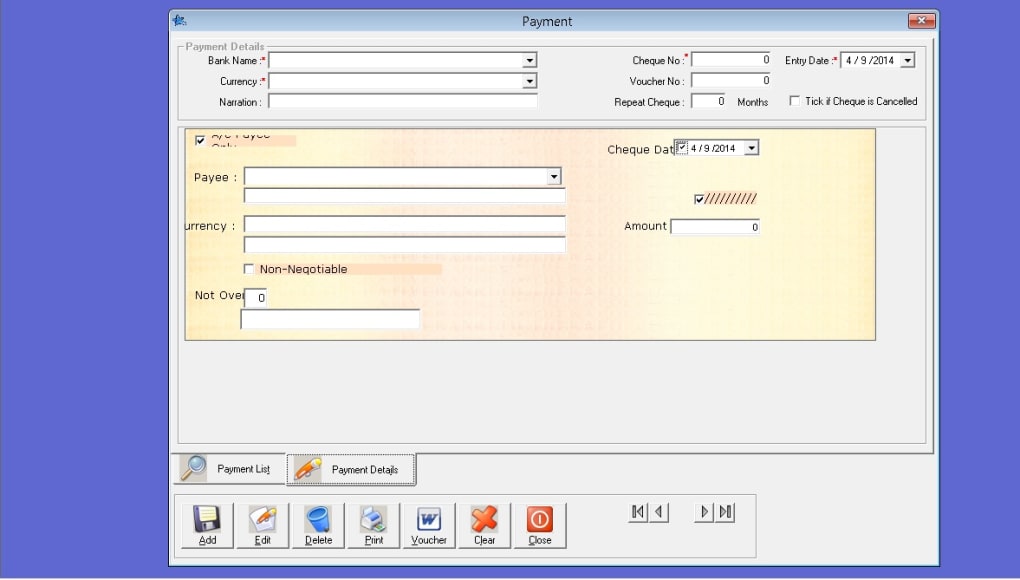 Payment
Payment Details
Bank Name :*
Cheque No :* 0
Entry Date :* 4 / 9 /2014
Currency :*
Voucher No : 0
Narration :
Repeat Cheque : 0 Months
Tick if Cheque is Cancelled
A/c Payee
Only
Cheque Dat 4 / 9 /2014
Payee :
//////////
urrency :
Amount 0
Non-Negotiable
Not Over 0
Payment List
Payment Details
Add
Edit
Delete
Print
W
Voucher
Clear
Close